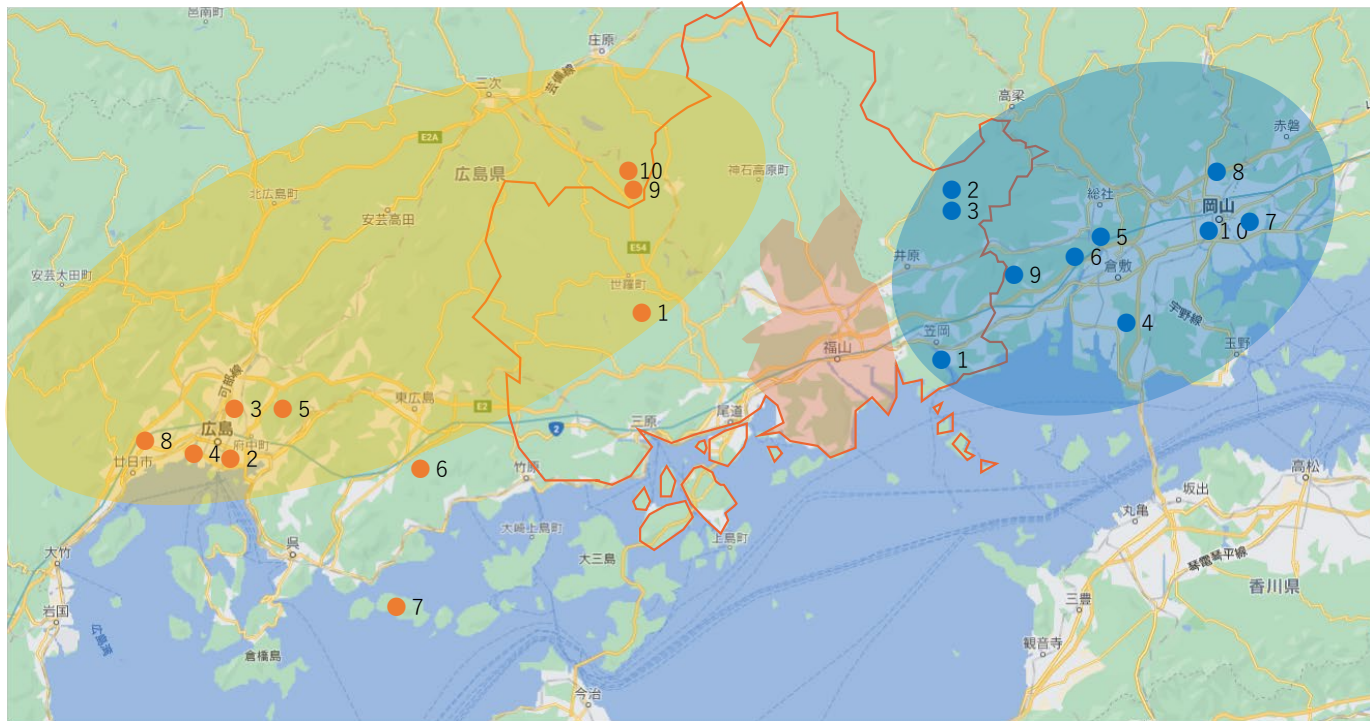 邑南町
庄原
三次
芸備線
高梁
赤磐
E2A
10
9
広島県
神石高原町
2
3
総社
8
岡山
7
10
北広島町
安芸高田
E54
5
6
倉敷
井原
安芸太田町
世羅町
1
9
4
宇野線
笠岡
玉野
福山
1
可部線
東広島
3
5
広島
府中町
E2
2
三原
尾道
8
4
2
廿日市
6
竹原
高松
坂出
丸亀
大竹
呉
大崎上島町
大三島
上島町
琴電琴平線
香川県
岩国
7
三豊
広島湾
倉橋島
観音寺
今治